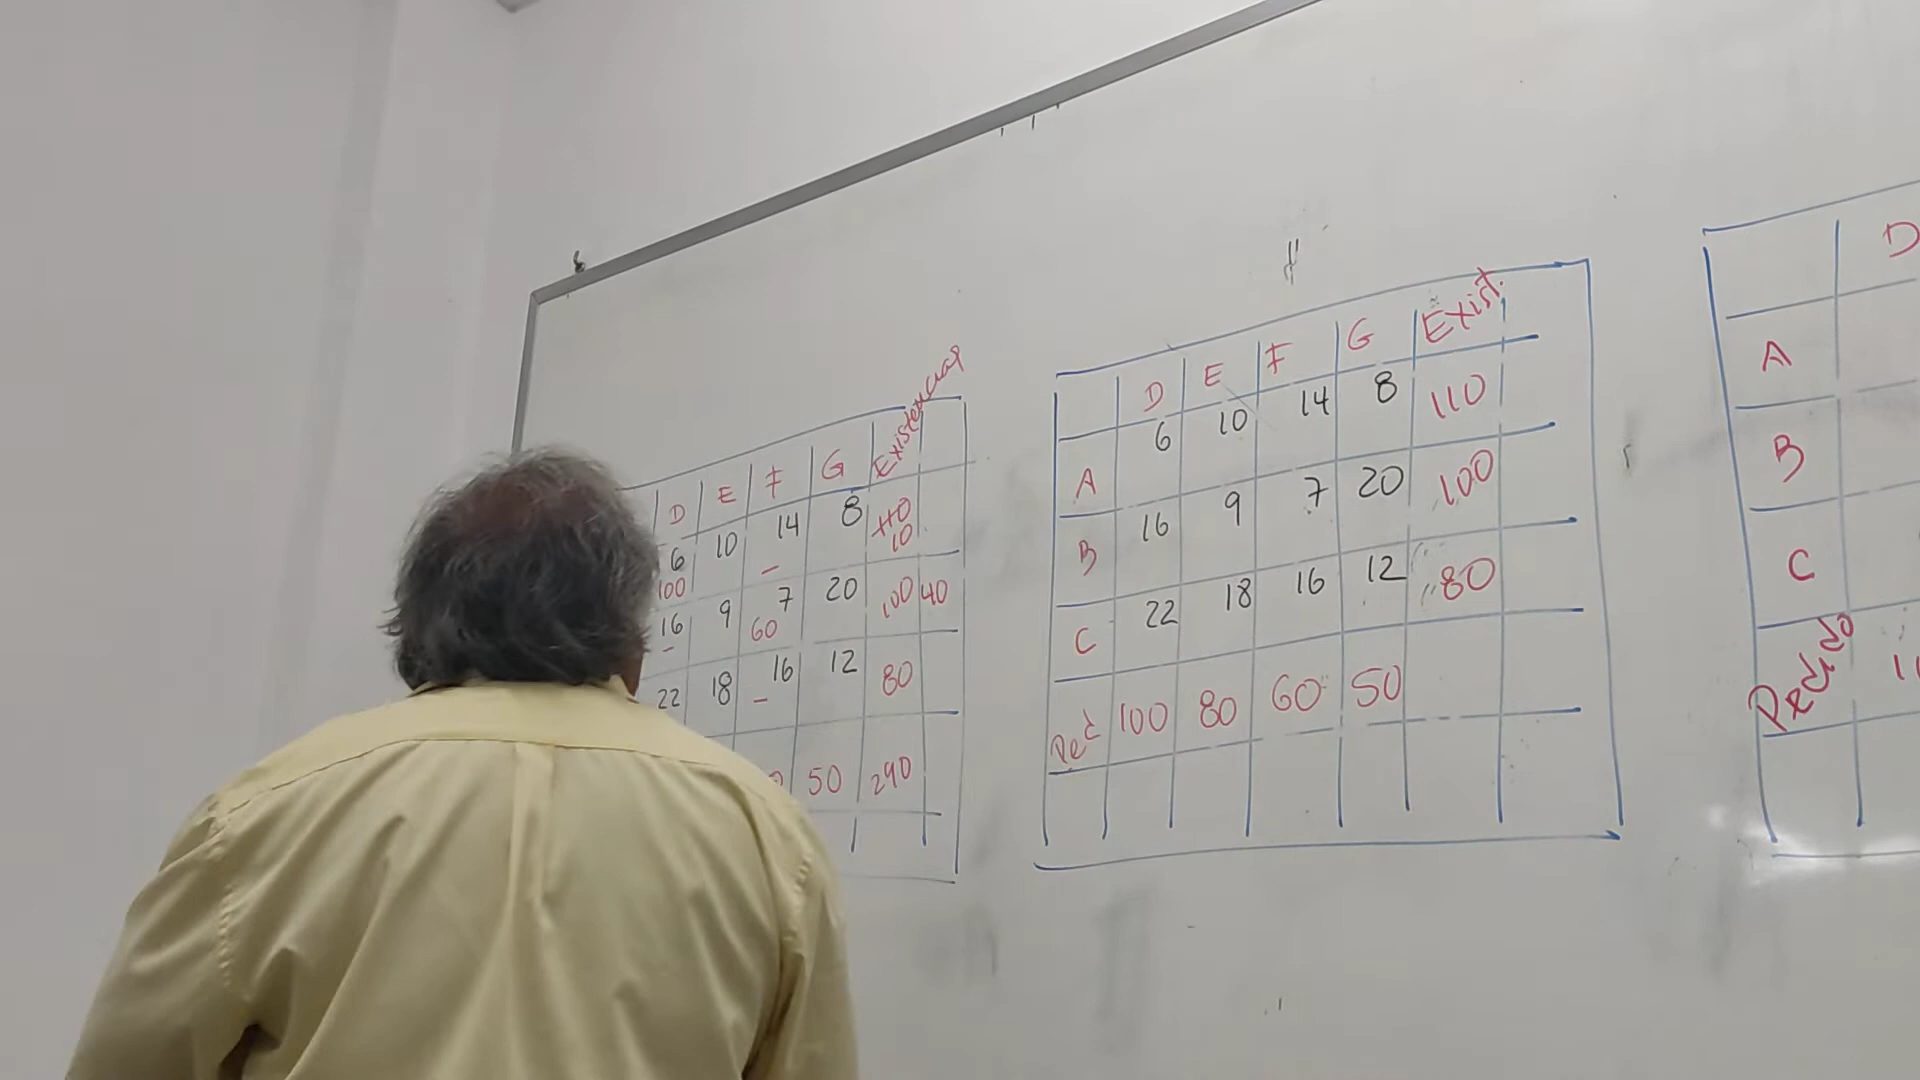 D E F G Existencias
6 10 14 8 110
100 – 10
16 9 7 20 100 40
– 60
22 18 16 12 80
–
50 290
D E F G Exist.
6 10 14 8 110
A
16 9 7 20 100
B
22 18 16 12 80
C
Ped 100 80 60 50
D
A
B
C
Pedido